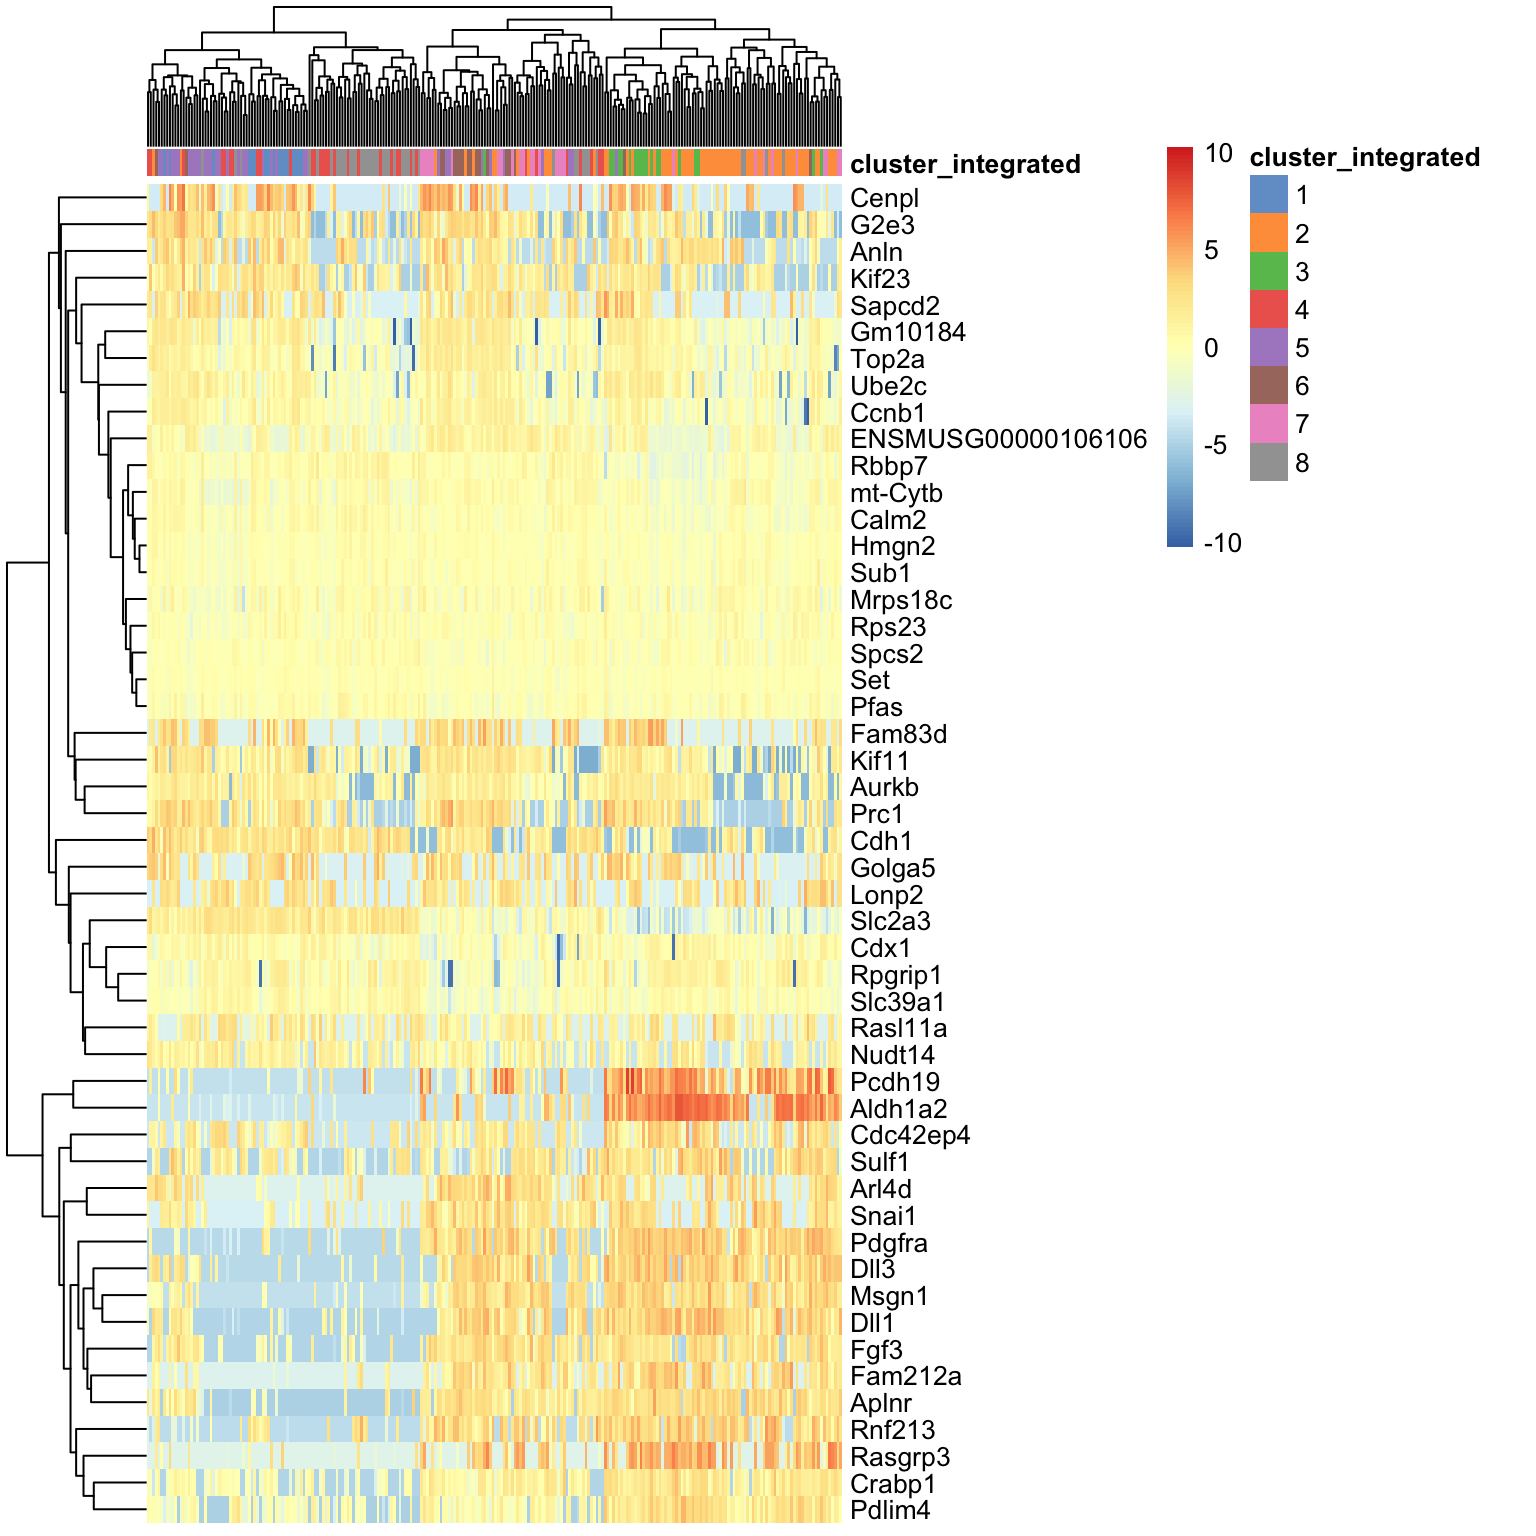 cluster_integrated
Cenpl
G2e3
Anln
Kif23
Sapcd2
Gm10184
Top2a
Ube2c
Ccnb1
ENSMUSG00000106106
Rbbp7
mt-Cytb
Calm2
Hmgn2
Sub1
Mrps18c
Rps23
Spcs2
Set
Pfas
Fam83d
Kif11
Aurkb
Prc1
Cdh1
Golga5
Lonp2
Slc2a3
Cdx1
Rpgrip1
Slc39a1
Rasl11a
Nudt14
Pcdh19
Aldh1a2
Cdc42ep4
Sulf1
Arl4d
Snai1
Pdgfra
Dll3
Msgn1
Dll1
Fgf3
Fam212a
Aplnr
Rnf213
Rasgrp3
Crabp1
Pdlim4
10
5
0
-5
-10
cluster_integrated
1
2
3
4
5
6
7
8